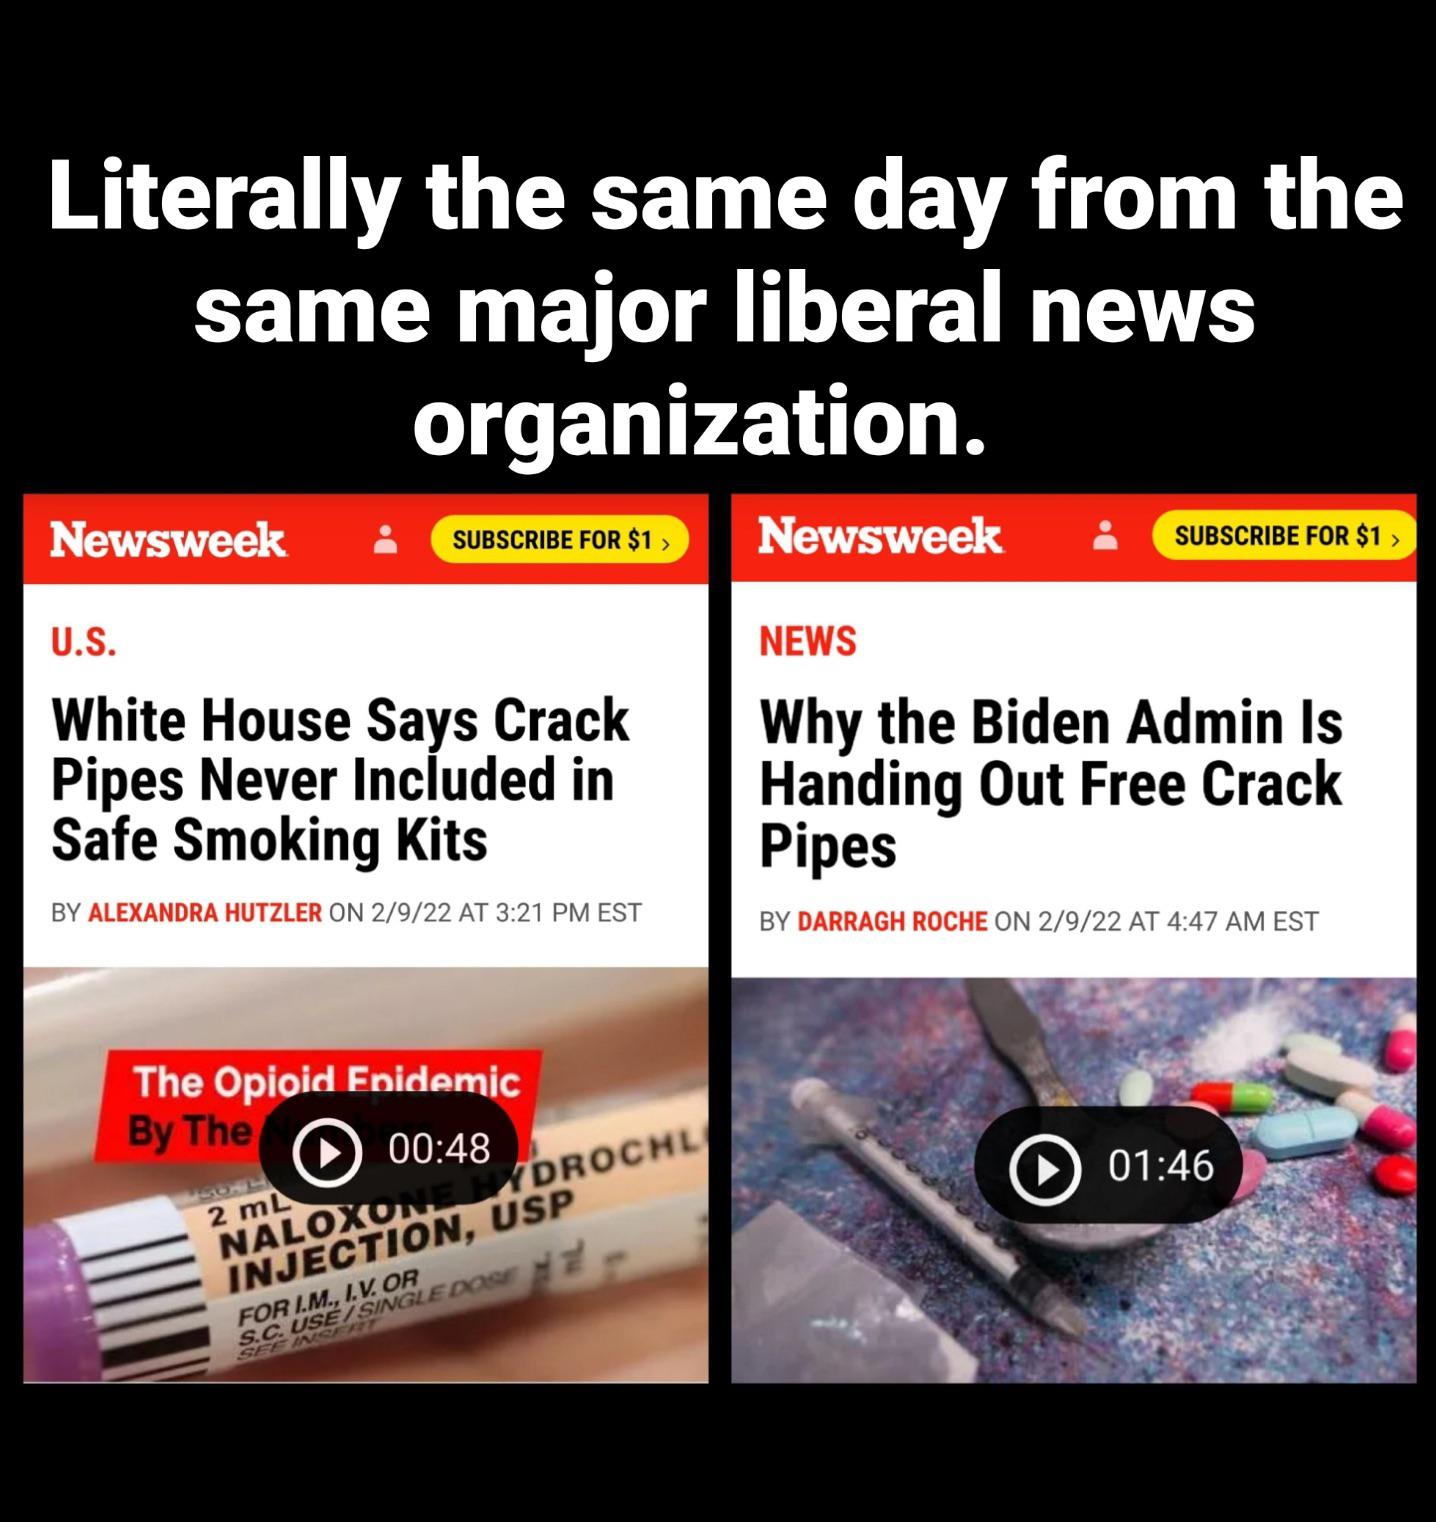 Literally the same day from the
same major liberal news
organization.
Newsweek
SUBSCRIBE FOR $1 >
U.S.
White House Says Crack
Pipes Never Included in
Safe Smoking Kits
BY ALEXANDRA HUTZLER ON 2/9/22 AT 3:21 PM EST
The Opioid Epidemic
By The
00:48
2 mL
NALOXONE HYDROCHL
INJECTION, USP
FOR I.M., I.V. OR
S.C. USE / SINGLE DOSE
SEE INSERT
Newsweek
SUBSCRIBE FOR $1 >
NEWS
Why the Biden Admin Is
Handing Out Free Crack
Pipes
BY DARRAGH ROCHE ON 2/9/22 AT 4:47 AM EST
01:46